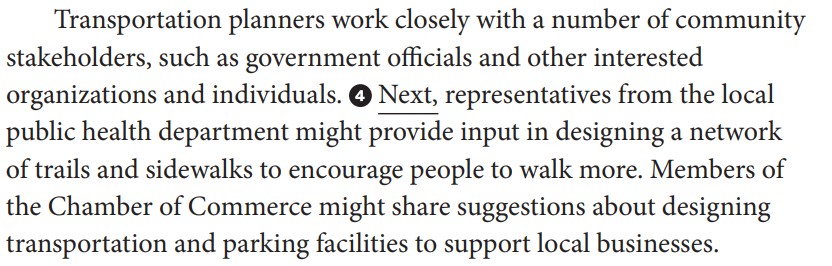 Transportation planners work closely with a number of community
stakeholders, such as government officials and other interested
organizations and individuals. ❹ Next, representatives from the local
public health department might provide input in designing a network
of trails and sidewalks to encourage people to walk more. Members of
the Chamber of Commerce might share suggestions about designing
transportation and parking facilities to support local businesses.